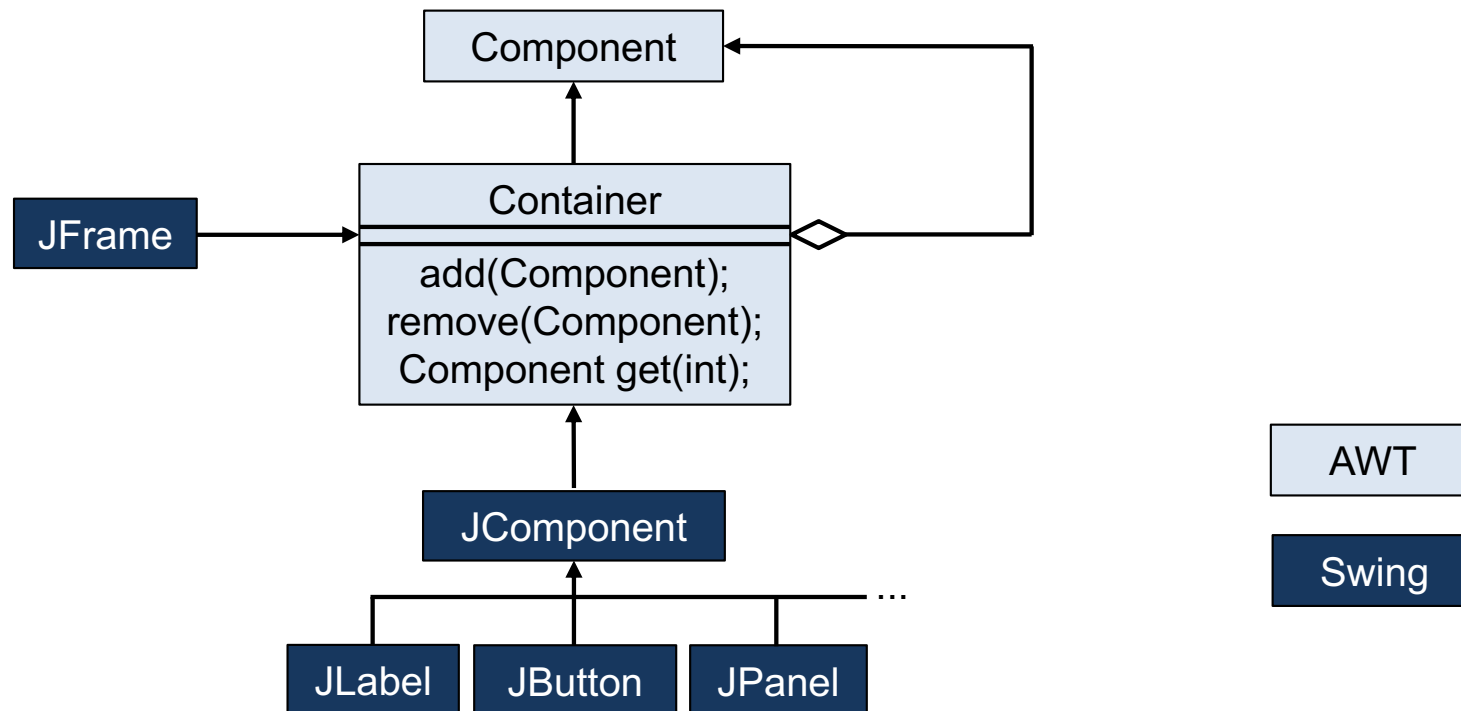 Component
Container
JFrame
add(Component);
remove(Component);
Component get(int);
AWT
JComponent
Swing
...
JLabel
JButton
JPanel